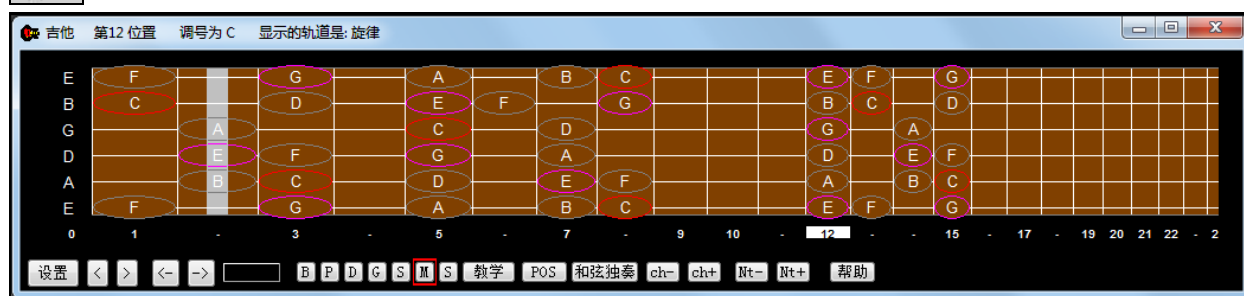 吉他 第12 位置 调号为 C 显示的轨道是: 旋律
E F G A B C E F G
B C D E F G B C D
G A C D G A
D E F G A D E F
A B C D E F A B C
E F G A B C E F G
0 1 - 3 - 5 - 7 - 9 10 - 12 - - 15 - 17 - 19 20 21 22 - 2
设置 < > <- -> B P D G S M S 教学 POS 和弦独奏 ch- ch+ Nt- Nt+ 帮助